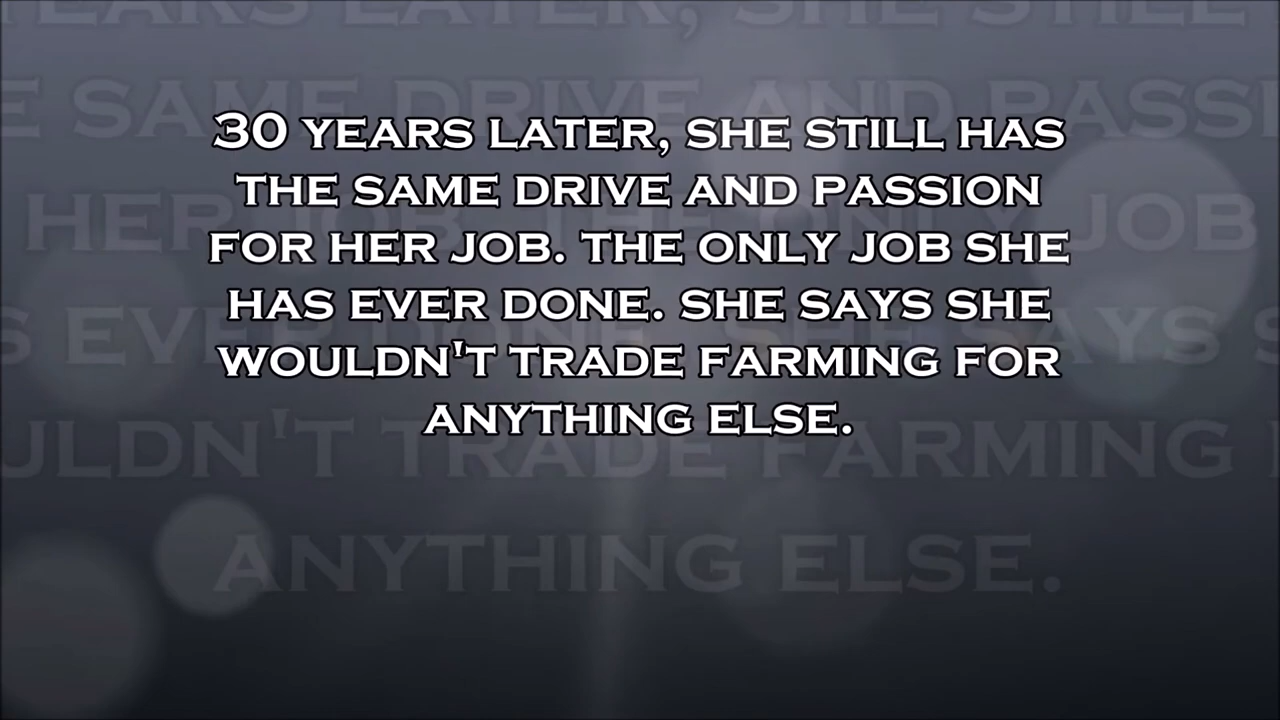 30 YEARS LATER, SHE STILL HAS
THE SAME DRIVE AND PASSION
FOR HER JOB. THE ONLY JOB SHE
HAS EVER DONE. SHE SAYS SHE
WOULDN'T TRADE FARMING FOR
ANYTHING ELSE.